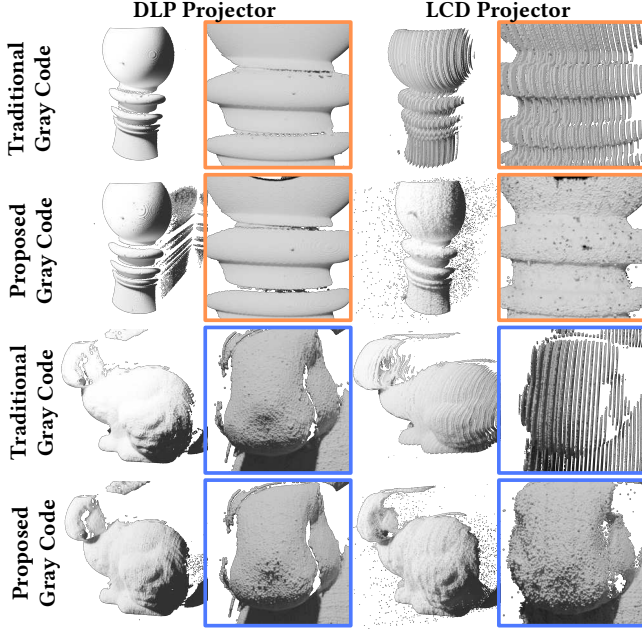 DLP Projector
LCD Projector
Traditional
Gray Code
Proposed
Gray Code
Traditional
Gray Code
Proposed
Gray Code